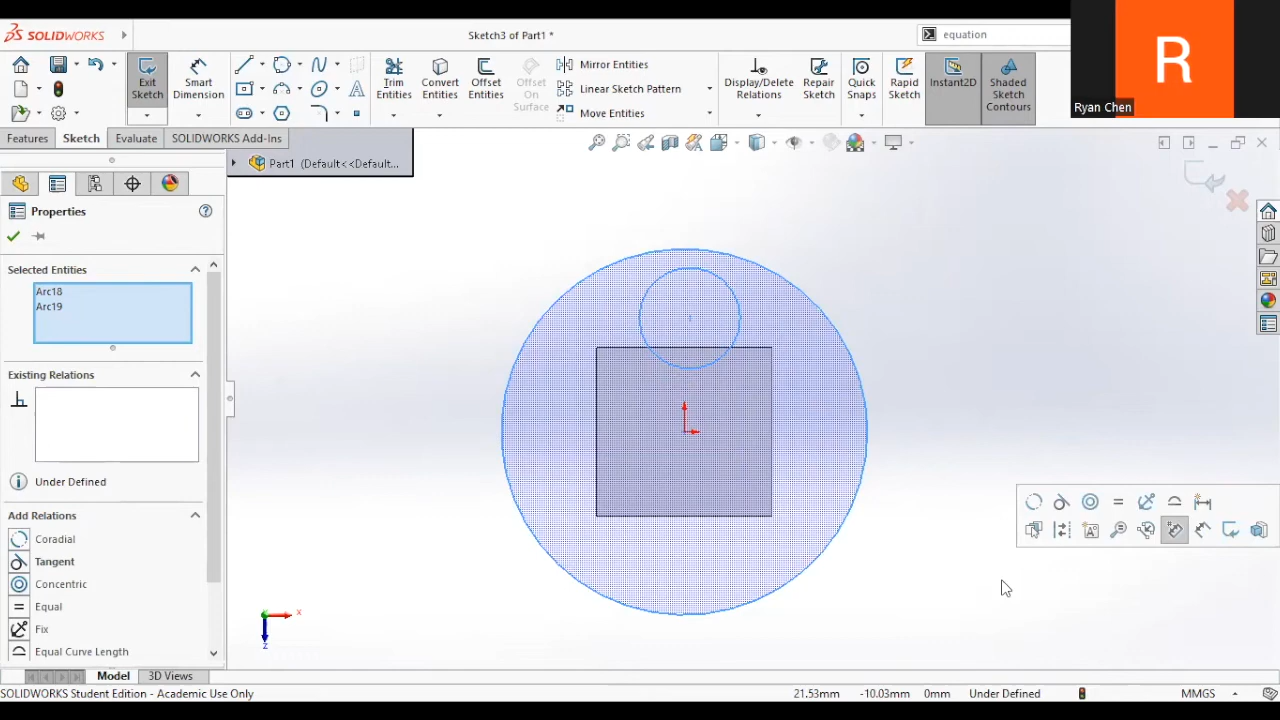 SOLIDWORKS
Sketch3 of Part1 *
equation
R
Ryan Chen
Exit Sketch
Smart Dimension
Trim Entities
Convert Entities
Offset Entities
Offset On Surface
Mirror Entities
Linear Sketch Pattern
Move Entities
Display/Delete Relations
Repair Sketch
Quick Snaps
Rapid Sketch
Instant2D
Shaded Sketch Contours
Features
Sketch
Evaluate
SOLIDWORKS Add-Ins
Part1 (Default<<Default...
Properties
Selected Entities
Arc18
Arc19
Existing Relations
Under Defined
Add Relations
Coradial
Tangent
Concentric
Equal
Fix
Equal Curve Length
x
z
Model
3D Views
SOLIDWORKS Student Edition - Academic Use Only
21.53mm
-10.03mm
0mm
Under Defined
MMGS